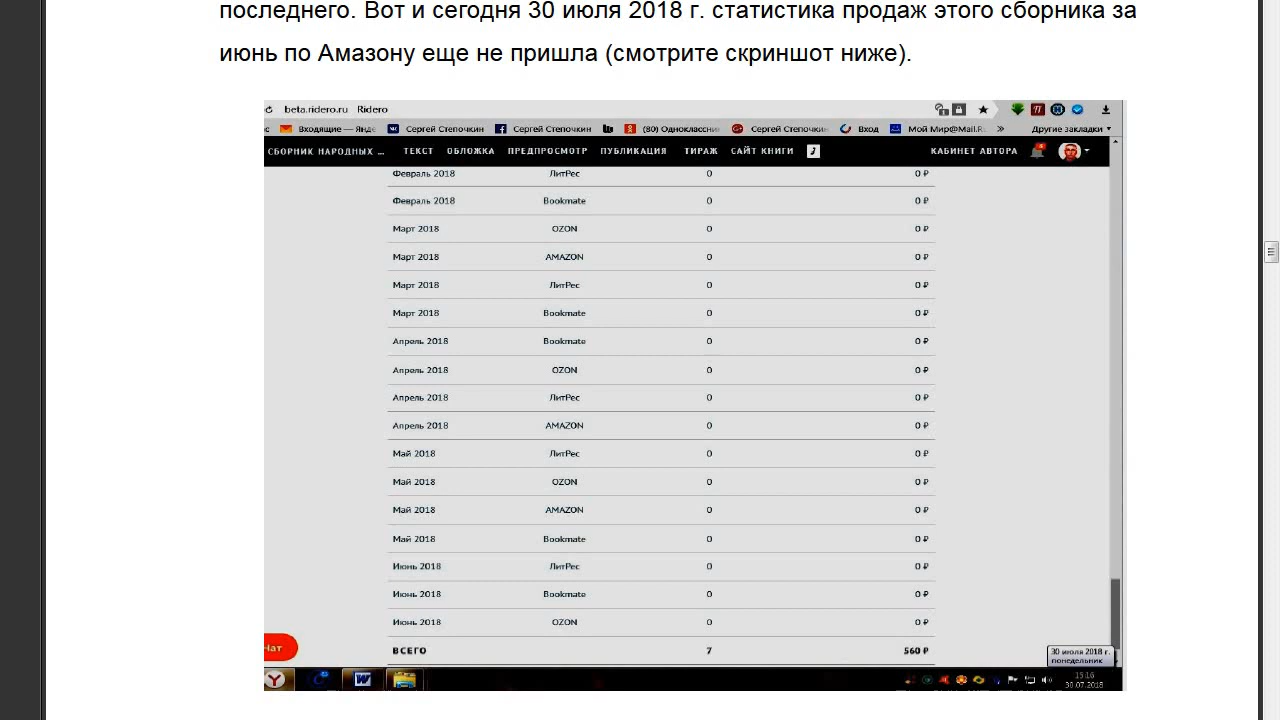 последнего. Вот и сегодня 30 июля 2018 г. статистика продаж этого сборника за
июнь по Амазону еще не пришла (смотрите скриншот ниже).
beta.ridero.ru Ridero
Входящие — Янде Сергей Степочкин Сергей Степочкин (80) Одноклассни Сергей Степочкин Вход Мой Мир@Mail.Ru » Другие закладки
СБОРНИК НАРОДНЫХ ... ТЕКСТ ОБЛОЖКА ПРЕДПРОСМОТР ПУБЛИКАЦИЯ ТИРАЖ САЙТ КНИГИ КАБИНЕТ АВТОРА
Февраль 2018 ЛитРес 0 0 ₽
Февраль 2018 Bookmate 0 0 ₽
Март 2018 OZON 0 0 ₽
Март 2018 AMAZON 0 0 ₽
Март 2018 ЛитРес 0 0 ₽
Март 2018 Bookmate 0 0 ₽
Апрель 2018 Bookmate 0 0 ₽
Апрель 2018 OZON 0 0 ₽
Апрель 2018 ЛитРес 0 0 ₽
Апрель 2018 AMAZON 0 0 ₽
Май 2018 ЛитРес 0 0 ₽
Май 2018 OZON 0 0 ₽
Май 2018 AMAZON 0 0 ₽
Май 2018 Bookmate 0 0 ₽
Июнь 2018 ЛитРес 0 0 ₽
Июнь 2018 Bookmate 0 0 ₽
Июнь 2018 OZON 0 0 ₽
Чат
ВСЕГО 7 560 ₽
30 июля 2018 г.
понедельник
15:16
30.07.2018